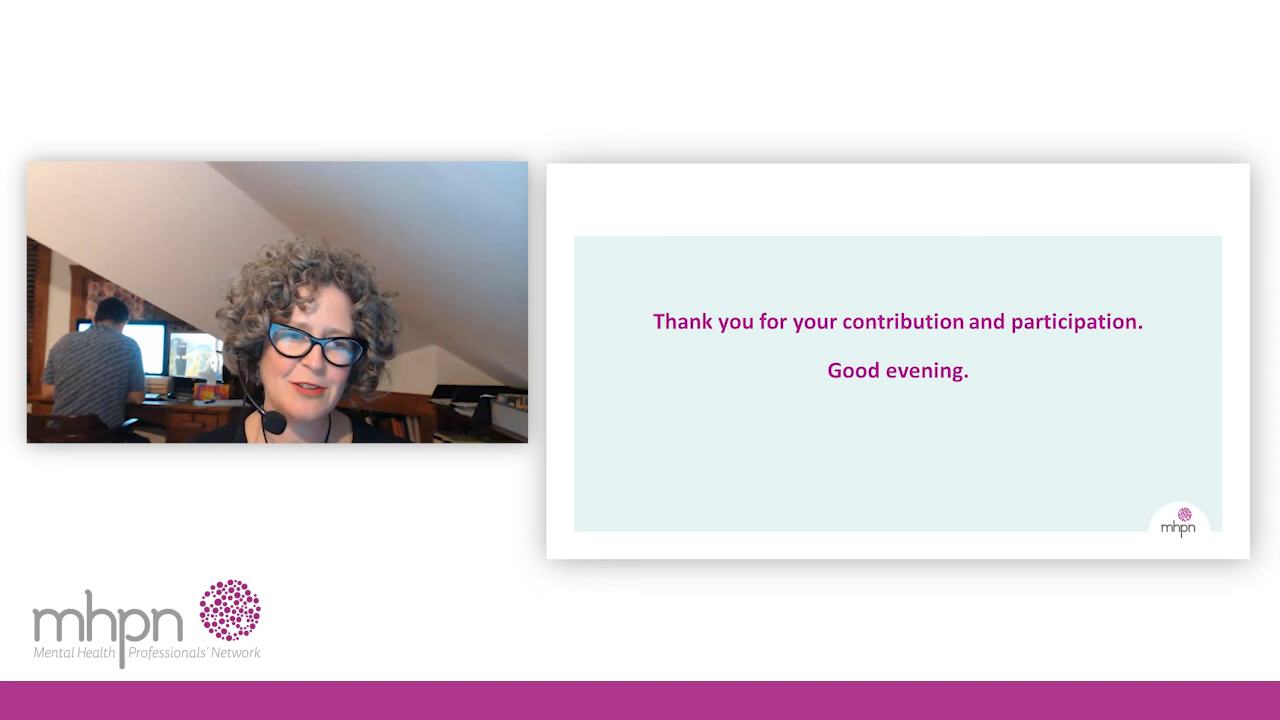 Thank you for your contribution and participation.
Good evening.
mhpn
mhpn
Mental Health Professionals' Network